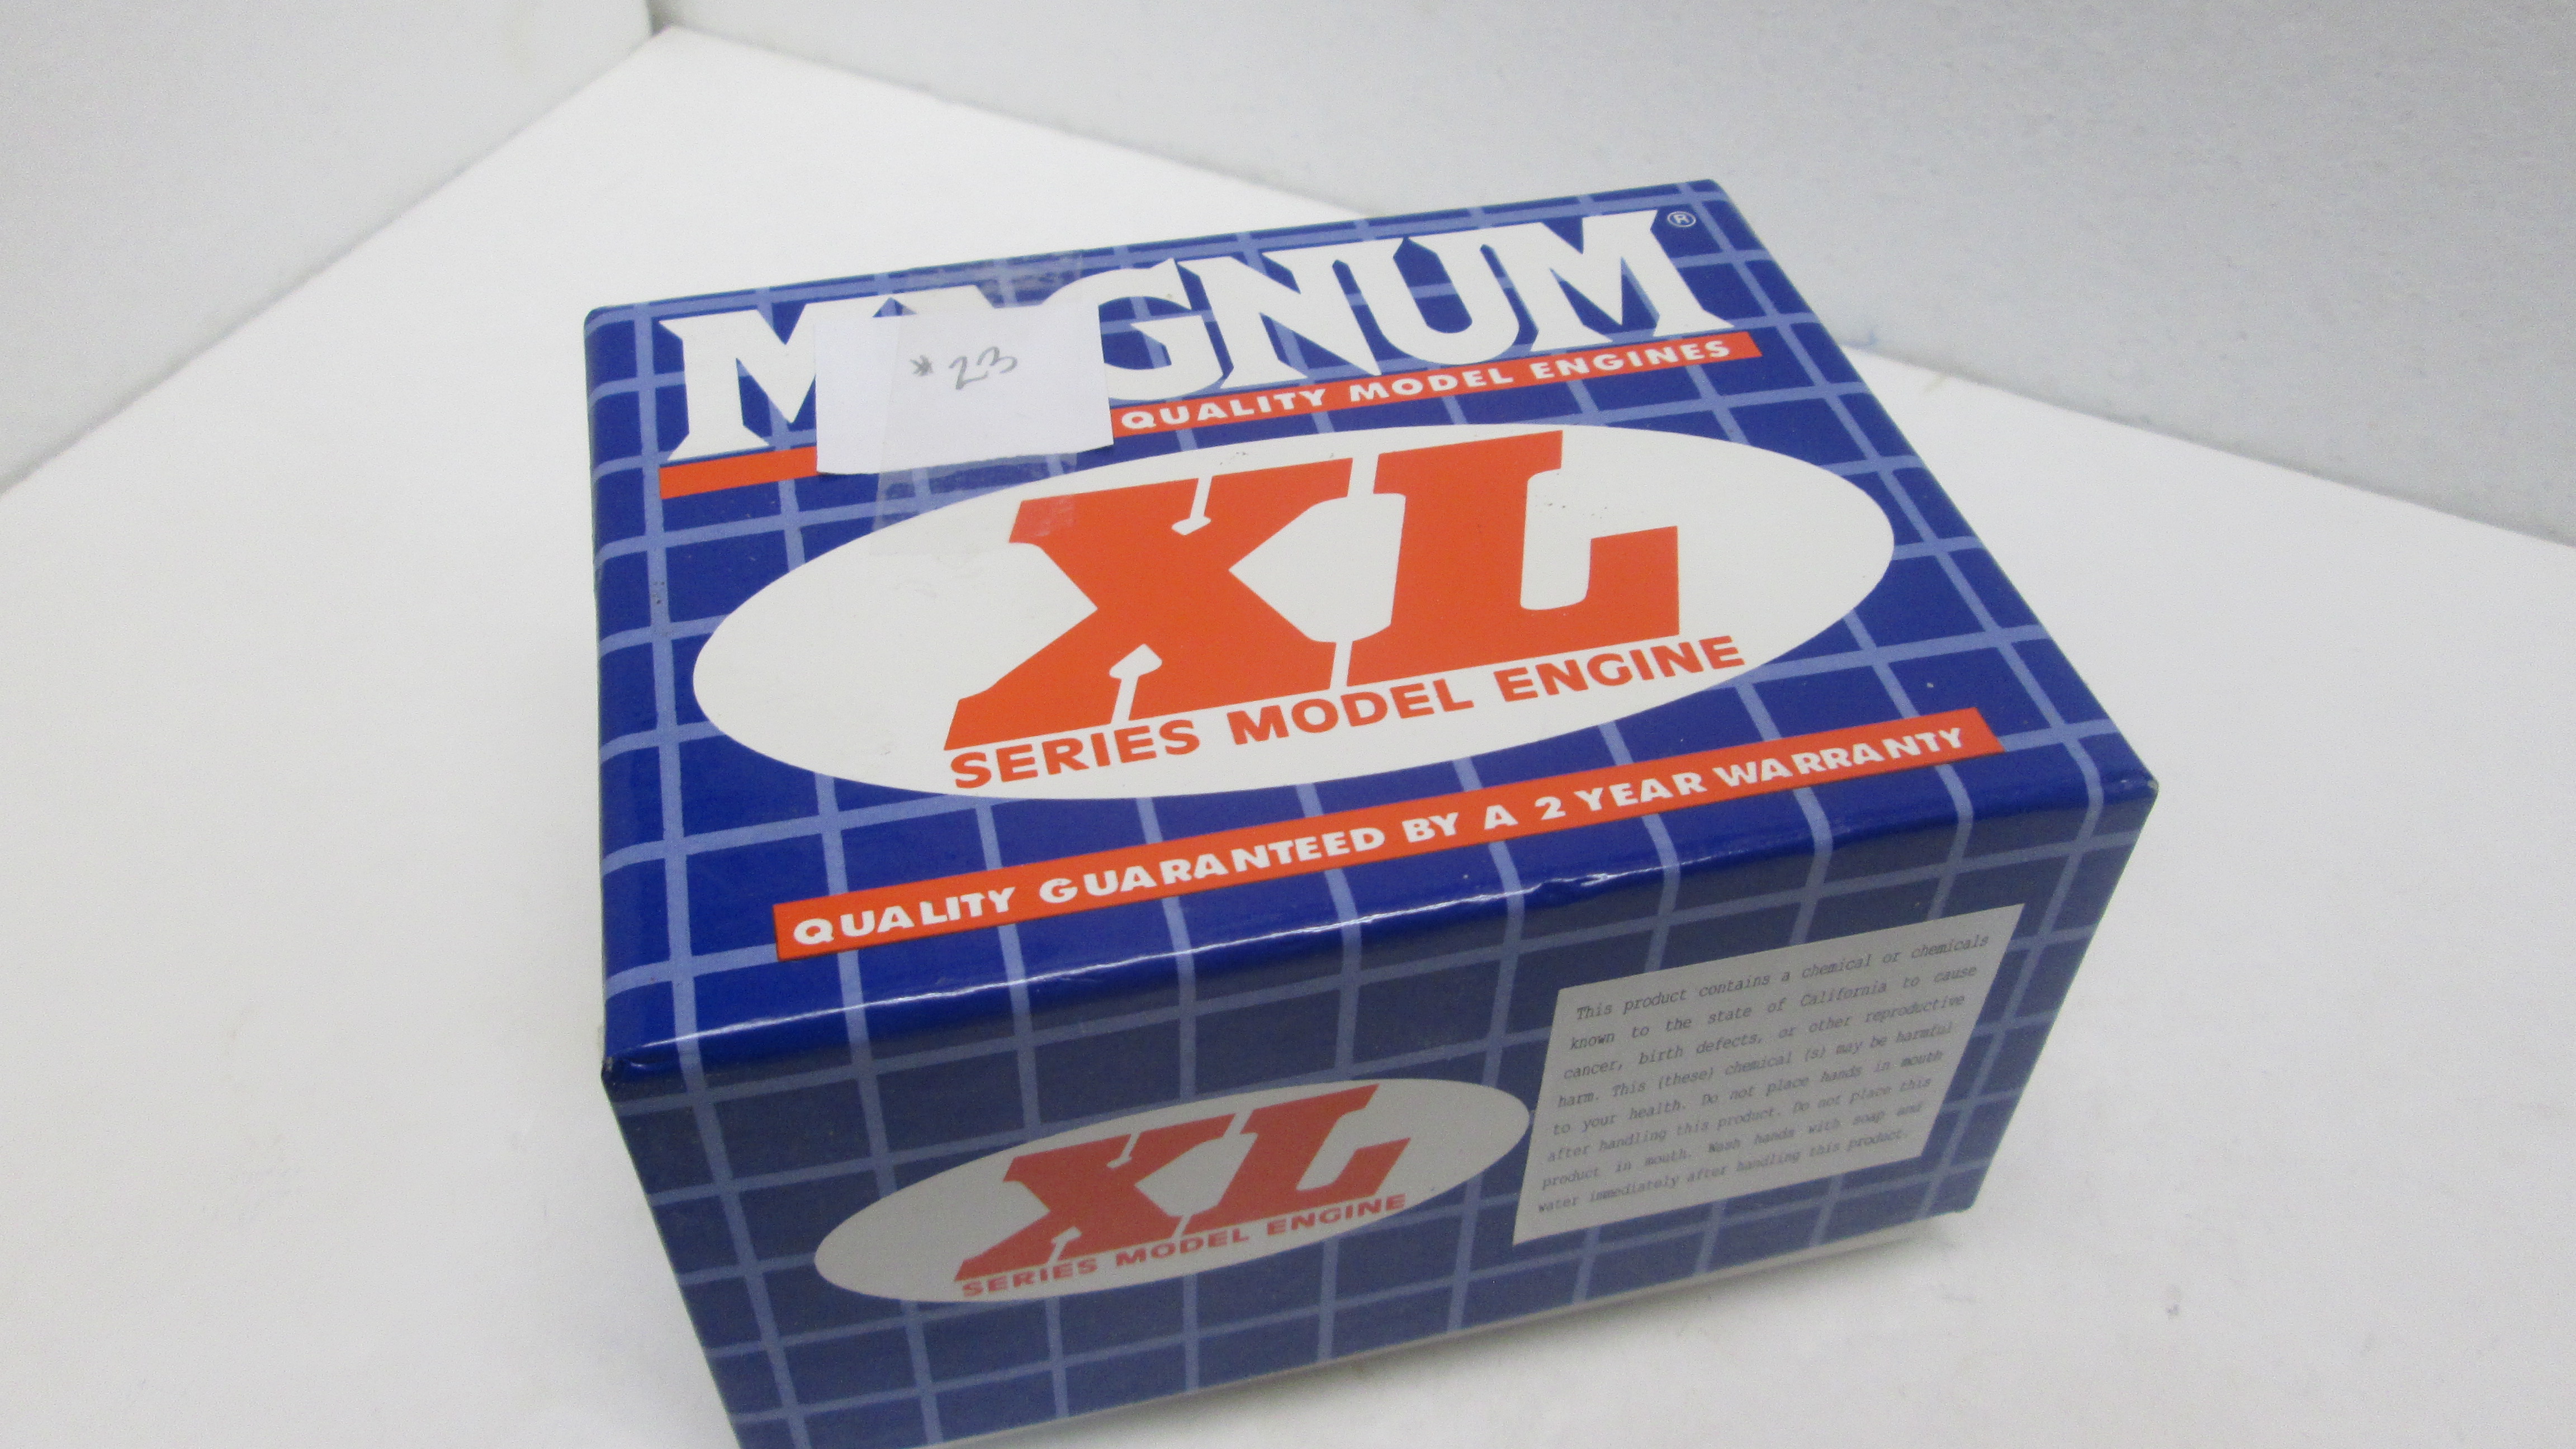 MAGNUM®
*23
QUALITY MODEL ENGINES
XL
SERIES MODEL ENGINE
QUALITY GUARANTEED BY A 2 YEAR WARRANTY
XL
SERIES MODEL ENGINE
This product contains a chemical or chemicals
known to the state of California to cause
cancer, birth defects, or other reproductive
harm. This (these) chemical (s) may be harmful
to your health. Do not place hands in mouth
after handling this product. Do not place this
product in mouth. Wash hands with soap and
water immediately after handling this product.